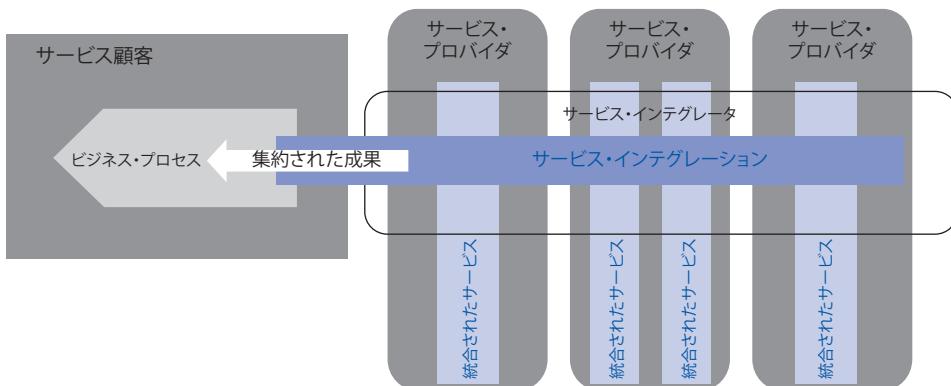 サービス顧客
ビジネス・プロセス
集約された成果
サービス・
プロバイダ
サービス・
プロバイダ
サービス・
プロバイダ
サービス・インテグレータ
サービス・インテグレーション
統合されたサービス
統合されたサービス
統合されたサービス
統合されたサービス